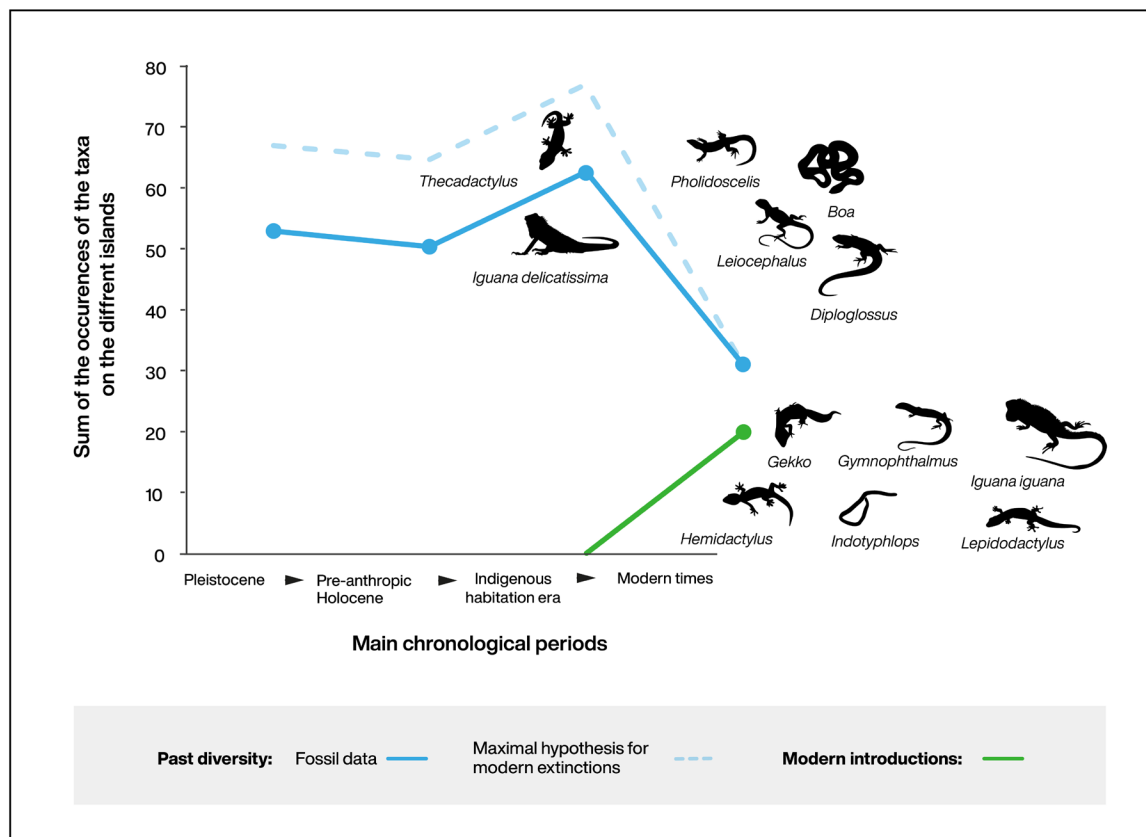 Sum of the occurences of the taxa
on the diffrent islands
80
70
60
50
40
30
20
10
0
Thecadactylus
Iguana delicatissima
Pholidoscelis
Boa
Leiocephalus
Diploglossus
Gekko
Gymnophthalmus
Iguana iguana
Hemidactylus
Indotyphlops
Lepidodactylus
Pleistocene
Pre-anthropic
Holocene
Indigenous
habitation era
Modern times
Main chronological periods
Past diversity:
Fossil data
Maximal hypothesis for
modern extinctions
Modern introductions: